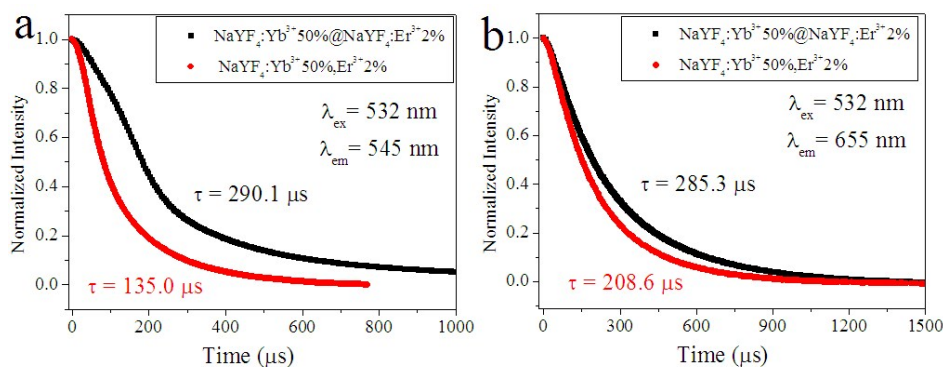 a
NaYF₄:Yb³⁺50%@NaYF₄:Er³⁺2%
NaYF₄:Yb³⁺50%,Er³⁺2%
λex = 532 nm
λem = 545 nm
τ = 290.1 μs
τ = 135.0 μs
Normalized Intensity
1.0
0.8
0.6
0.4
0.2
0.0
0 200 400 600 800 1000
Time (μs)
b
NaYF₄:Yb³⁺50%@NaYF₄:Er³⁺2%
NaYF₄:Yb³⁺50%,Er³⁺2%
λex = 532 nm
λem = 655 nm
τ = 285.3 μs
τ = 208.6 μs
Normalized Intensity
1.0
0.8
0.6
0.4
0.2
0.0
0 300 600 900 1200 1500
Time (μs)